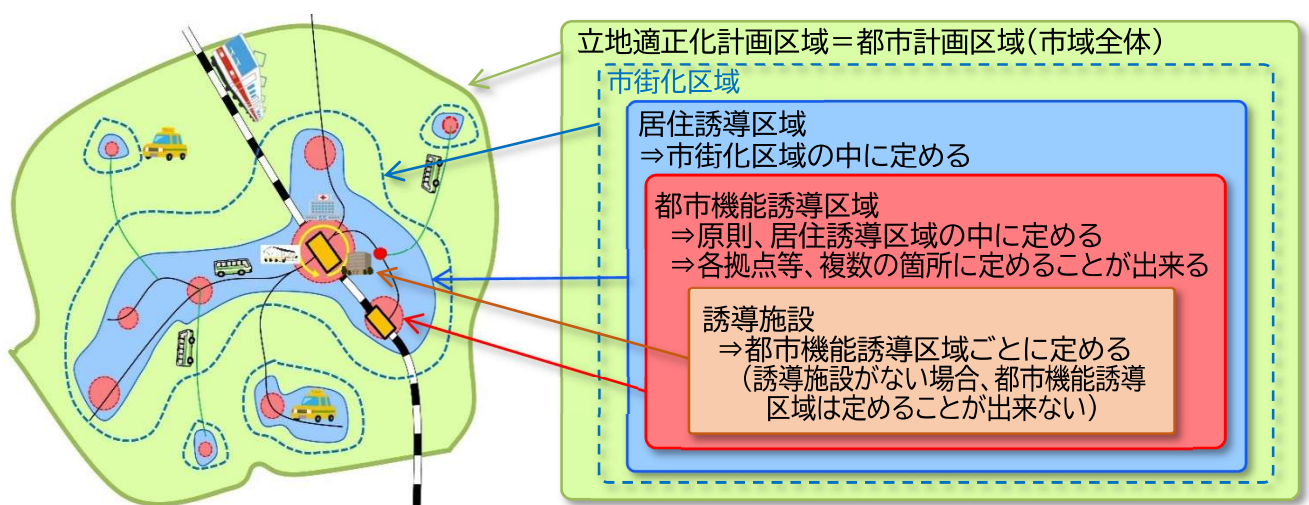 立地適正化計画区域＝都市計画区域（市域全体）
市街化区域
居住誘導区域
⇒市街化区域の中に定める
都市機能誘導区域
⇒原則、居住誘導区域の中に定める
⇒各拠点等、複数の箇所に定めることが出来る
誘導施設
⇒都市機能誘導区域ごとに定める
（誘導施設がない場合、都市機能誘導
区域は定めることが出来ない）